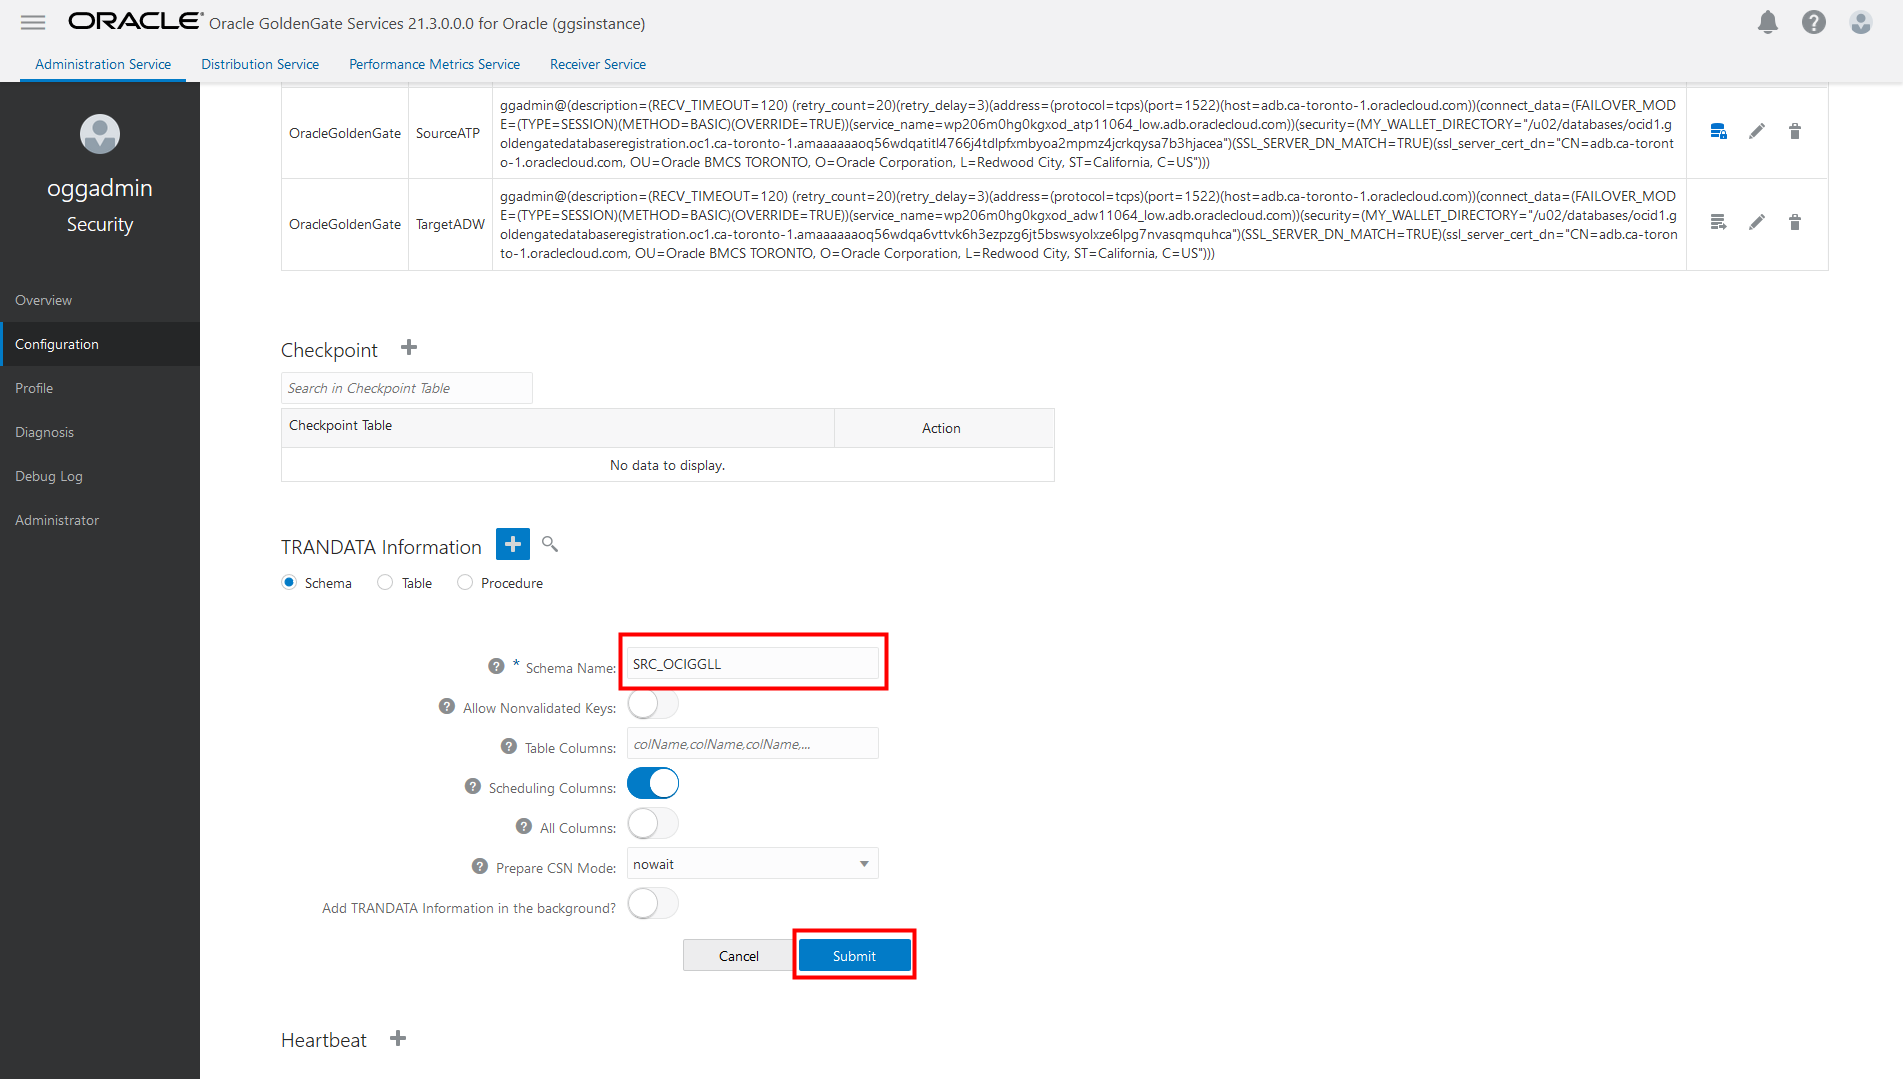 ORACLE Oracle GoldenGate Services 21.3.0.0.0 for Oracle (ggsinstance)
Administration Service Distribution Service Performance Metrics Service Receiver Service
oggadmin
Security
Overview
Configuration
Profile
Diagnosis
Debug Log
Administrator
OracleGoldenGate SourceATP
ggadmin@(description=(RECV_TIMEOUT=120) (retry_count=20)(retry_delay=3)(address=(protocol=tcps)(port=1522)(host=adb.ca-toronto-1.oraclecloud.com))(connect_data=(FAILOVER_MOD
E=(TYPE=SESSION)(METHOD=BASIC)(OVERRIDE=TRUE))(service_name=wp206m0hg0kgxod_atp11064_low.adb.oraclecloud.com))(security=(MY_WALLET_DIRECTORY="/u02/databases/ocid1.g
oldengatedatabaseregistration.oc1.ca-toronto-1.amaaaaaaoq56wdqatitl4766j4tdlpfxmbyoa2mpmz4jcrkqysa7b3hjacea")(SSL_SERVER_DN_MATCH=TRUE)(ssl_server_cert_dn="CN=adb.ca-toront
o-1.oraclecloud.com, OU=Oracle BMCS TORONTO, O=Oracle Corporation, L=Redwood City, ST=California, C=US")))
OracleGoldenGate TargetADW
ggadmin@(description=(RECV_TIMEOUT=120) (retry_count=20)(retry_delay=3)(address=(protocol=tcps)(port=1522)(host=adb.ca-toronto-1.oraclecloud.com))(connect_data=(FAILOVER_MOD
E=(TYPE=SESSION)(METHOD=BASIC)(OVERRIDE=TRUE))(service_name=wp206m0hg0kgxod_adw11064_low.adb.oraclecloud.com))(security=(MY_WALLET_DIRECTORY="/u02/databases/ocid1.g
oldengatedatabaseregistration.oc1.ca-toronto-1.amaaaaaaoq56wdqa6vttvk6h3ezpzg6jt5bswsyolxze6lpg7nvasqmquhca")(SSL_SERVER_DN_MATCH=TRUE)(ssl_server_cert_dn="CN=adb.ca-toron
to-1.oraclecloud.com, OU=Oracle BMCS TORONTO, O=Oracle Corporation, L=Redwood City, ST=California, C=US")))
Checkpoint
Search in Checkpoint Table
Checkpoint Table Action
No data to display.
TRANDATA Information
Schema Table Procedure
* Schema Name: SRC_OCIGGLL
Allow Nonvalidated Keys:
Table Columns: colName,colName,colName,...
Scheduling Columns:
All Columns:
Prepare CSN Mode: nowait
Add TRANDATA Information in the background?
Cancel Submit
Heartbeat